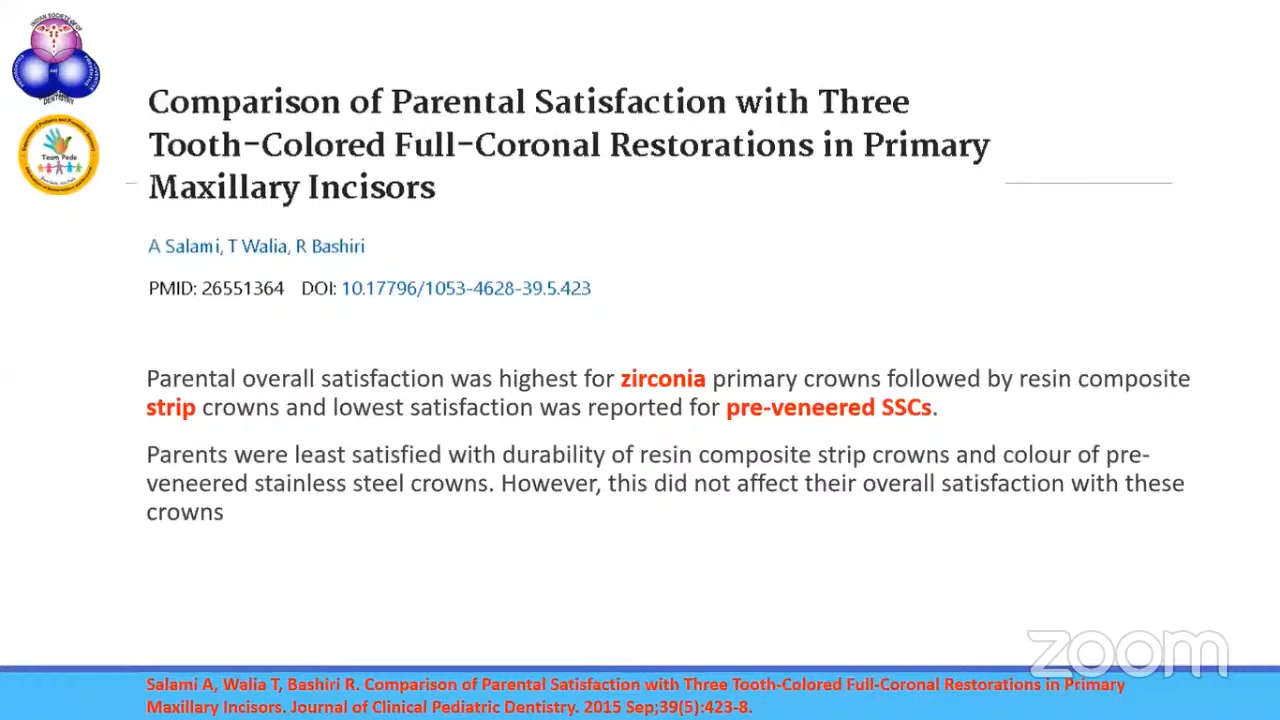 INDIAN SOCIETY OF
DENTISTRY
Team Pedo
Comparison of Parental Satisfaction with Three
Tooth-Colored Full-Coronal Restorations in Primary
Maxillary Incisors
A Salami, T Walia, R Bashiri
PMID: 26551364 DOI: 10.17796/1053-4628-39.5.423
Parental overall satisfaction was highest for zirconia primary crowns followed by resin composite
strip crowns and lowest satisfaction was reported for pre-veneered SSCs.
Parents were least satisfied with durability of resin composite strip crowns and colour of pre-
veneered stainless steel crowns. However, this did not affect their overall satisfaction with these
crowns
zoom
Salami A, Walia T, Bashiri R. Comparison of Parental Satisfaction with Three Tooth-Colored Full-Coronal Restorations in Primary
Maxillary Incisors. Journal of Clinical Pediatric Dentistry. 2015 Sep;39(5):423-8.